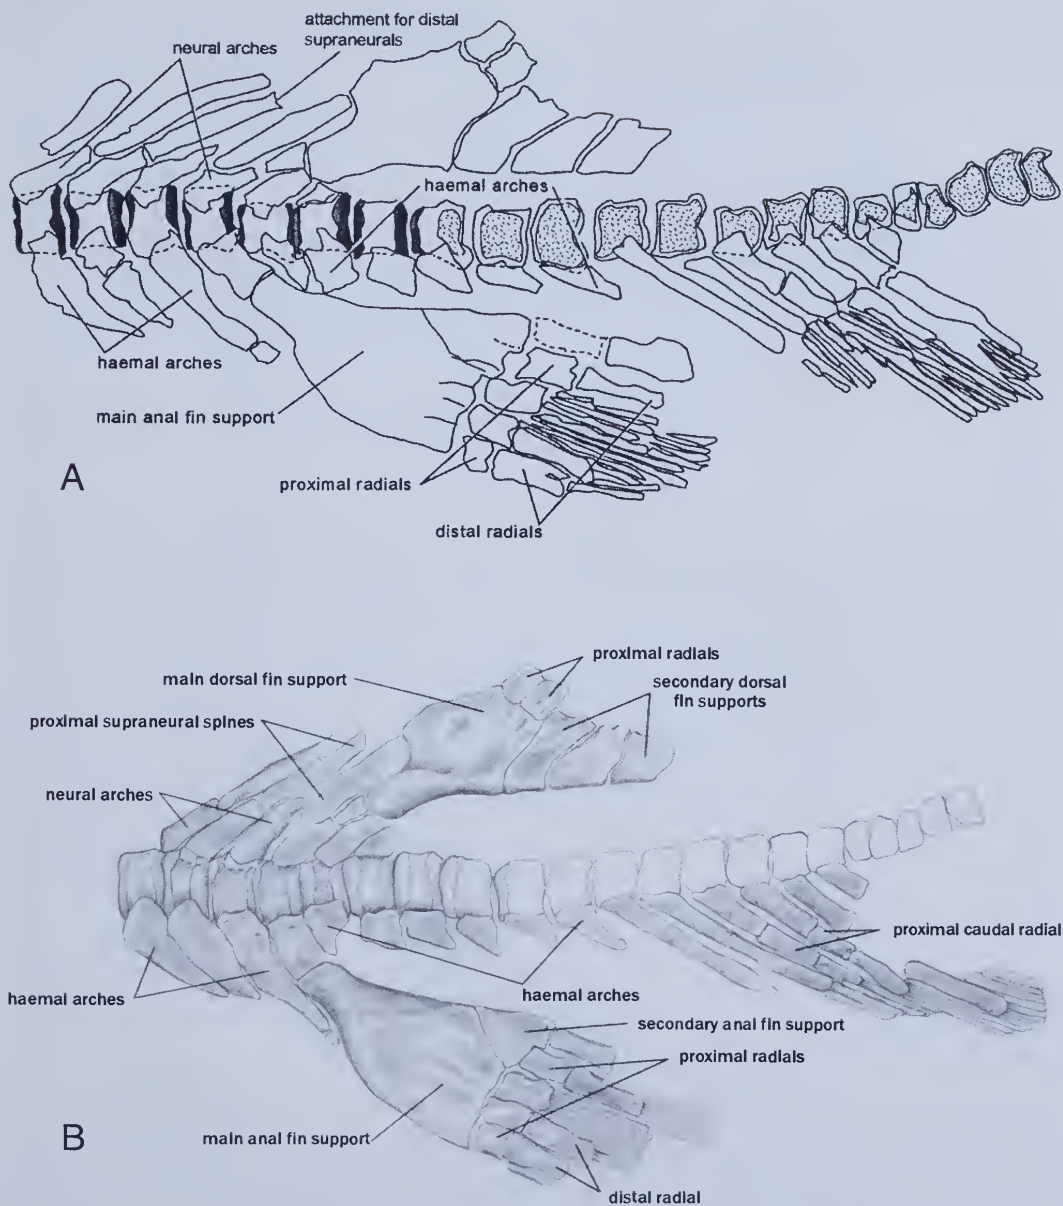 attachment for distal
supraneurals
neural arches
haemal arches
haemal arches
main anal fin support
A
proximal radials
distal radials
proximal radials
main dorsal fin support
secondary dorsal
fin supports
proximal supraneural spines
neural arches
proximal caudal radial
haemal arches
haemal arches
secondary anal fin support
proximal radials
B
main anal fin support
distal radial